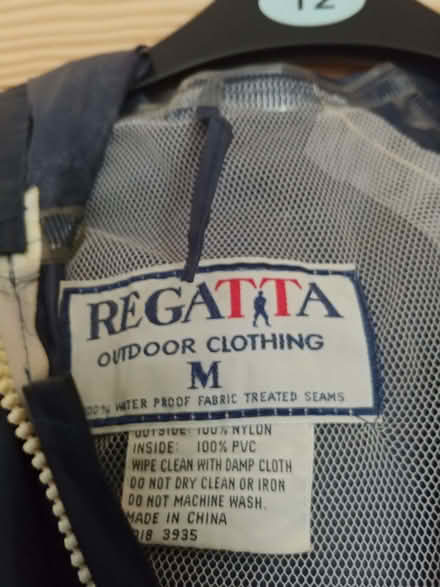 12
REGATTA
OUTDOOR CLOTHING
M
WATER PROOF FABRIC TREATED SEAMS
OUTSIDE: 100% NYLON
INSIDE: 100% PVC
WIPE CLEAN WITH DAMP CLOTH
DO NOT DRY CLEAN OR IRON
DO NOT MACHINE WASH.
MADE IN CHINA
3935